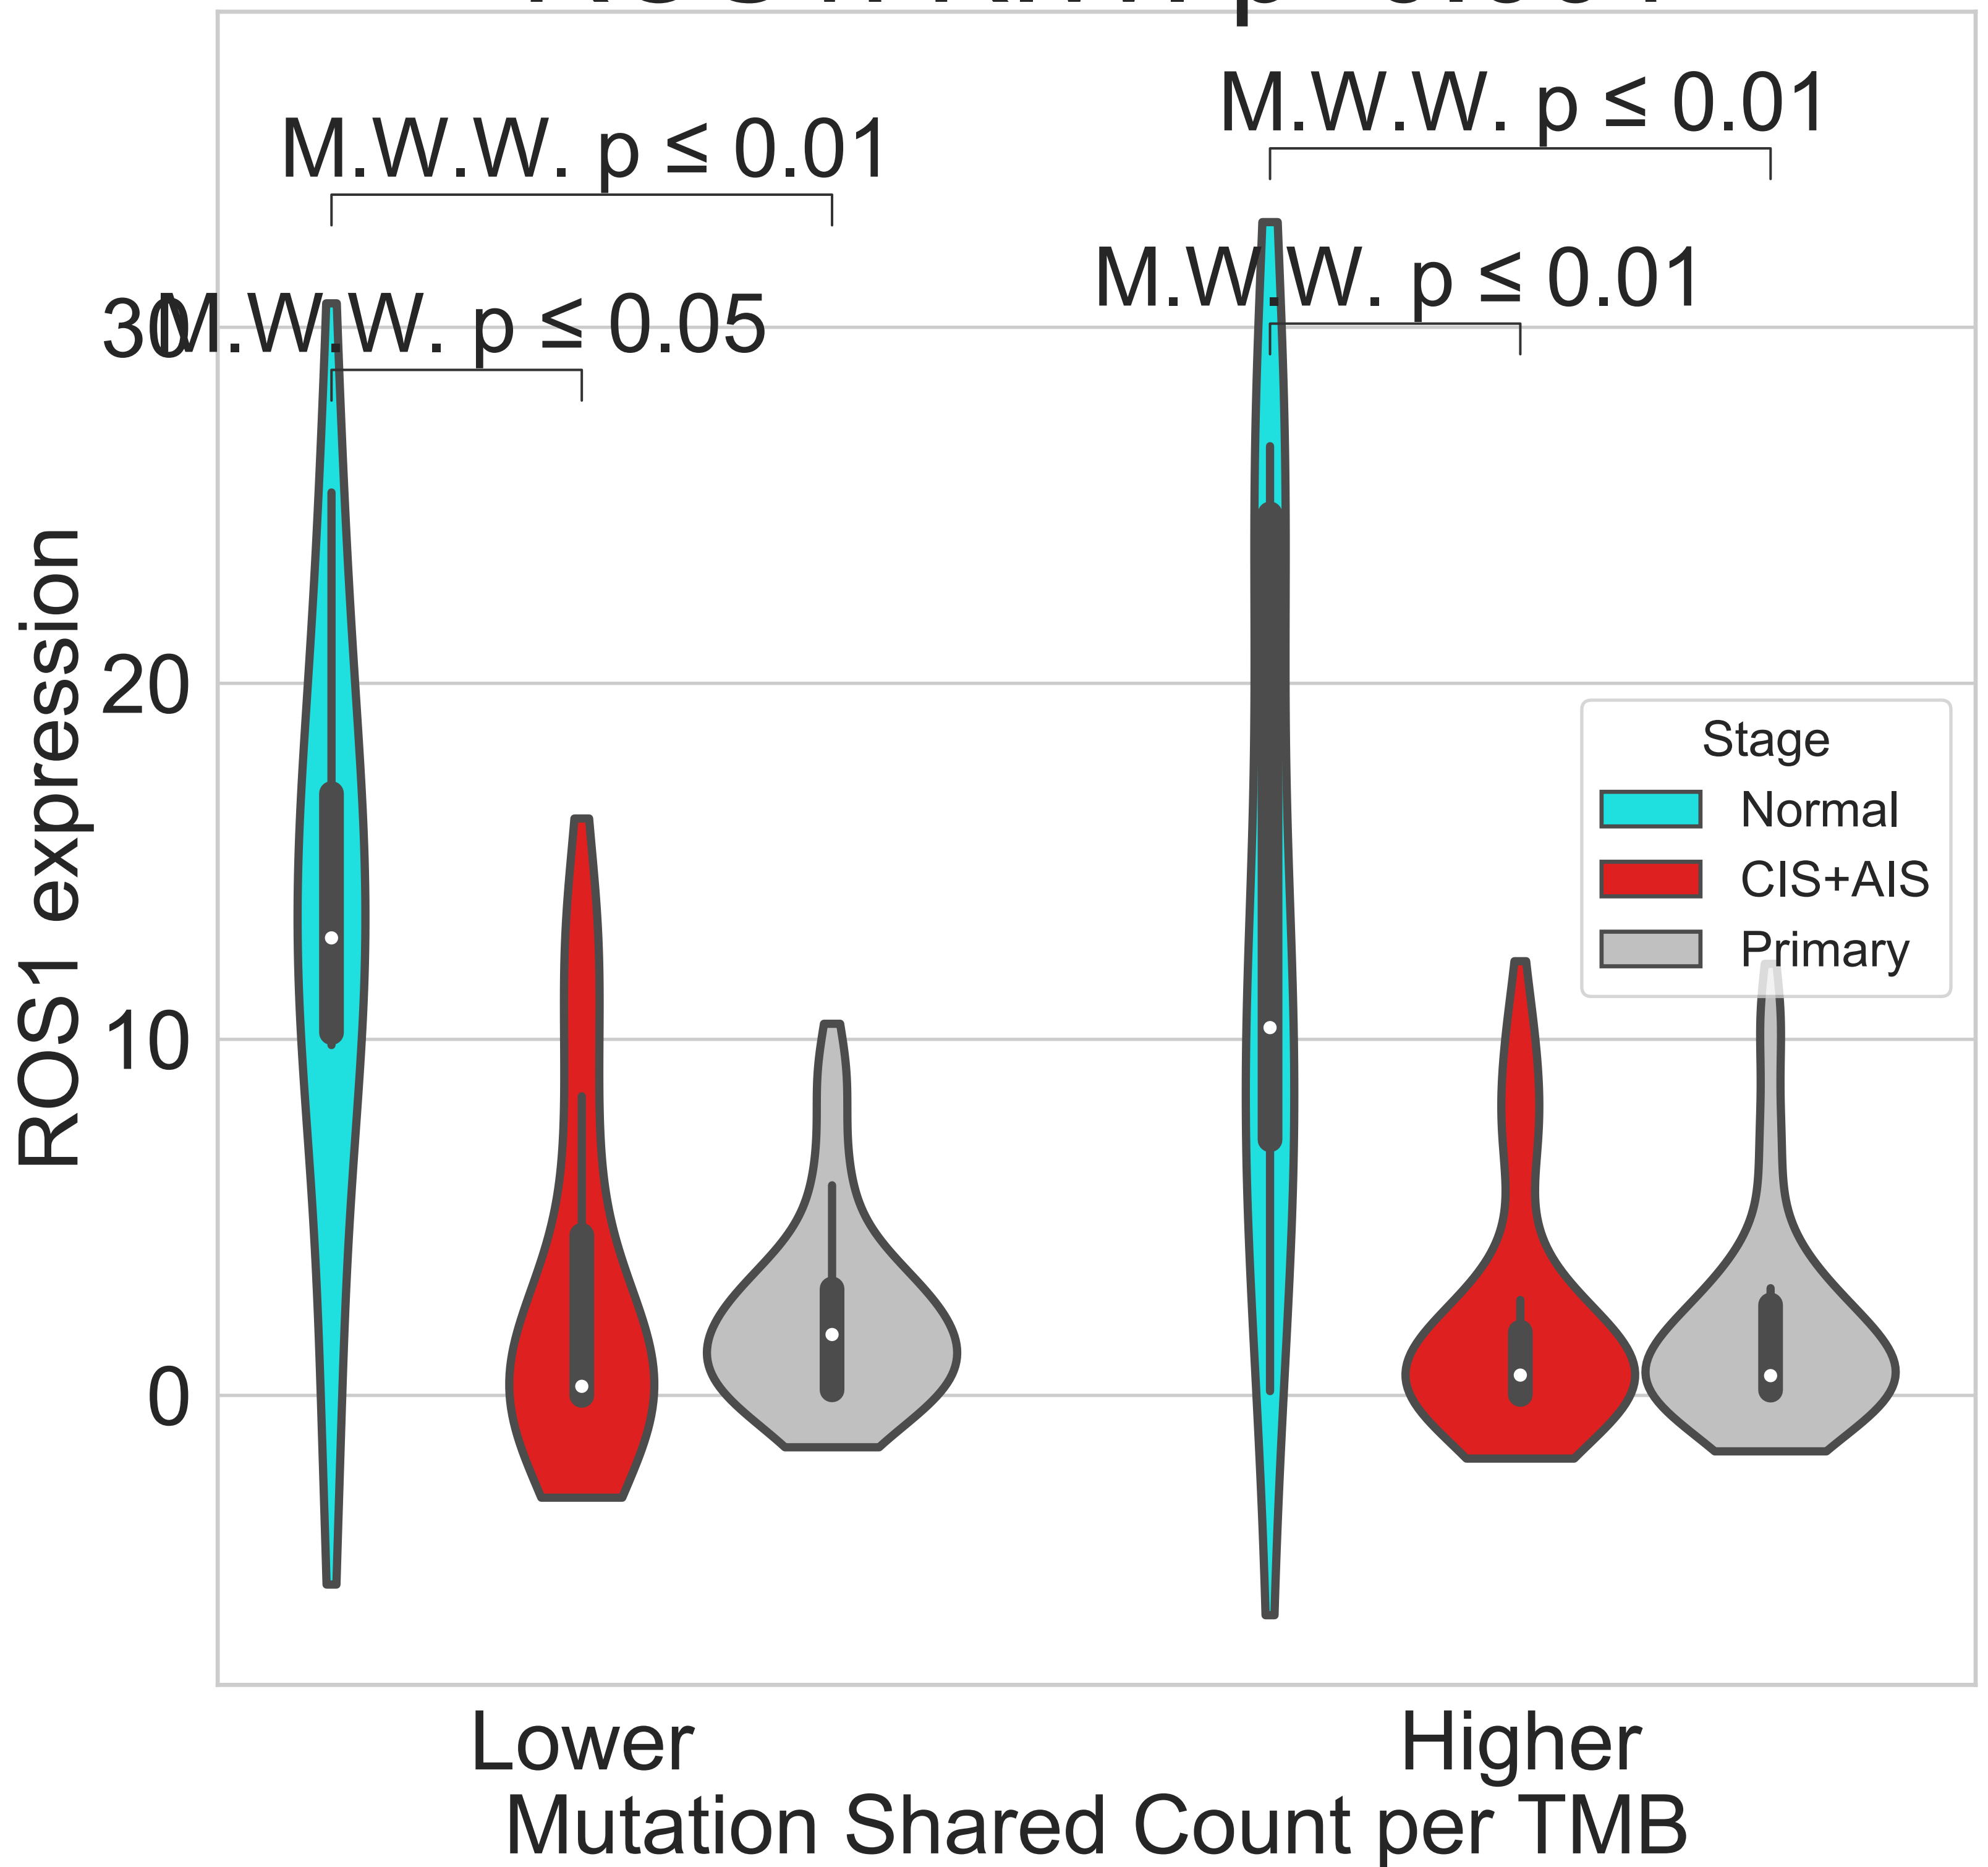 M.W.W. p ≤ 0.01
M.W.W. p ≤ 0.01
M.W.W. p ≤ 0.01
M.W.W. p ≤ 0.05
30
20
10
0
ROS1 expression
Stage
Normal
CIS+AIS
Primary
Lower
Higher
Mutation Shared Count per TMB